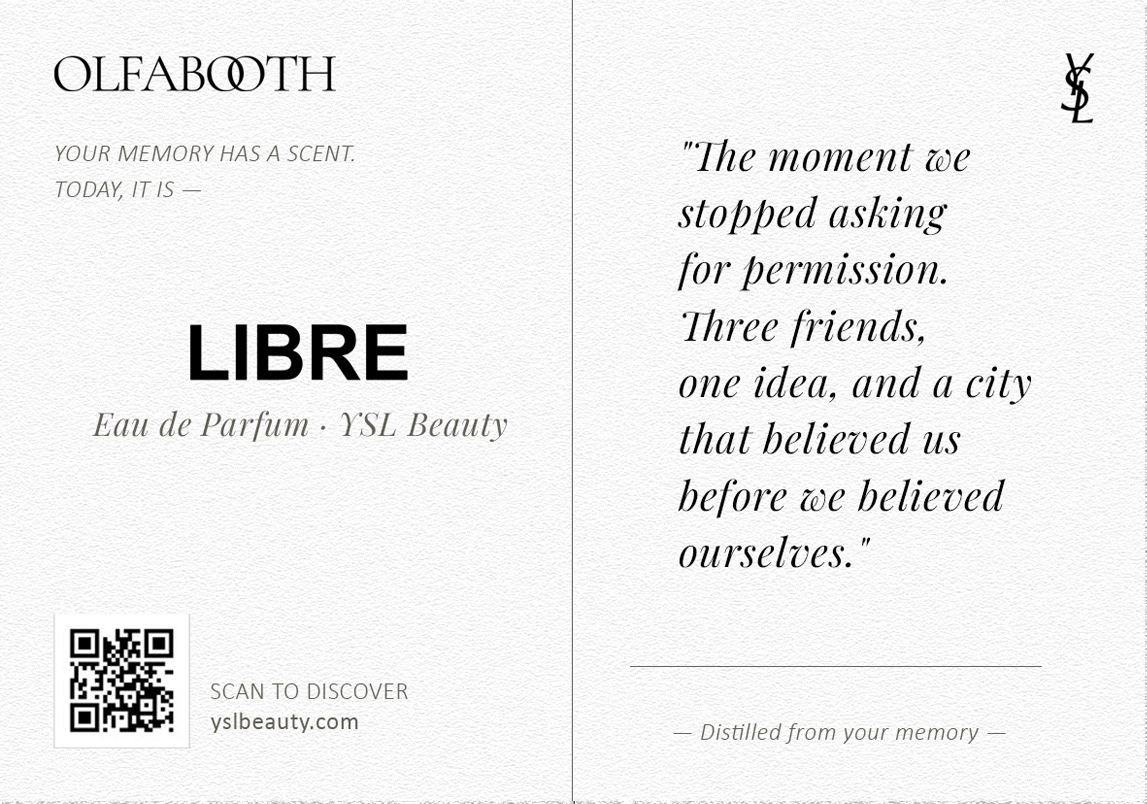 OLFABOOTH
YOUR MEMORY HAS A SCENT.
TODAY, IT IS —
LIBRE
Eau de Parfum · YSL Beauty
SCAN TO DISCOVER
yslbeauty.com
YSL
"The moment we
stopped asking
for permission.
Three friends,
one idea, and a city
that believed us
before we believed
ourselves."
— Distilled from your memory —